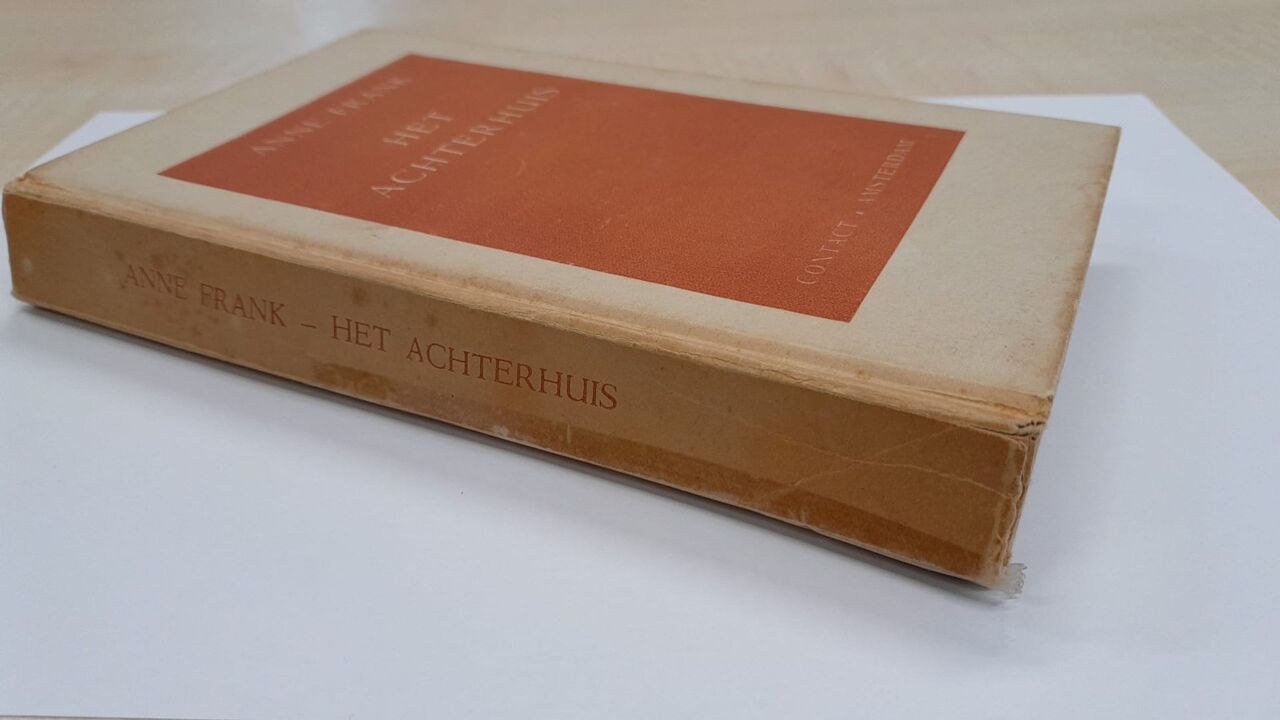 ANNE FRANK
HET
ACHTERHUIS
CONTACT · AMSTERDAM
ANNE FRANK – HET ACHTERHUIS